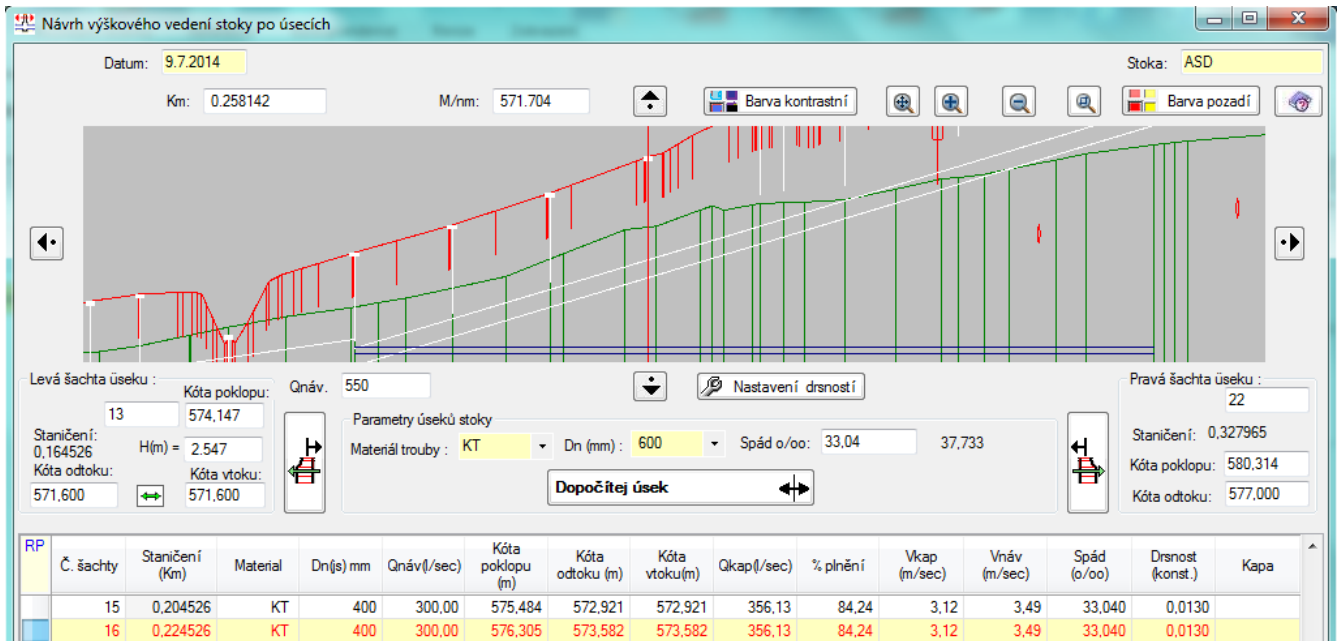 Návrh výškového vedení stoky po úsecích
Datum: 9.7.2014 Stoka: ASD
Km: 0.258142 M/nm: 571.704 Barva kontrastní Barva pozadí
Levá šachta úseku : Qnáv. 550 Nastavení drsností Pravá šachta úseku :
13 Kóta poklopu: 574,147 22
Parametry úseků stoky
Staničení: 0,164526 H(m) = 2.547 Materiál trouby : KT Dn (mm) : 600 Spád o/oo: 33,04 37,733 Staničení: 0,327965
Kóta odtoku: 571,600 Kóta vtoku: 571,600 Dopočítej úsek Kóta poklopu: 580,314
Kóta odtoku: 577,000
RP Č. šachty Staničení (Km) Material Dn(js) mm Qnáv(l/sec) Kóta poklopu (m) Kóta odtoku (m) Kóta vtoku(m) Qkap(l/sec) % plnění Vkap (m/sec) Vnáv (m/sec) Spád (o/oo) Drsnost (konst.) Kapa
15 0,204526 KT 400 300,00 575,484 572,921 572,921 356,13 84,24 3,12 3,49 33,040 0,0130
16 0,224526 KT 400 300,00 576,305 573,582 573,582 356,13 84,24 3,12 3,49 33,040 0,0130